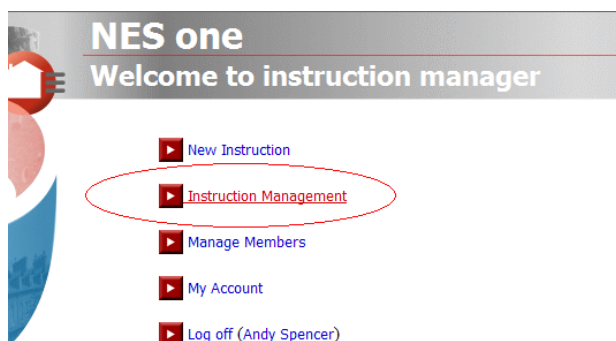 NES one
Welcome to instruction manager
New Instruction
Instruction Management
Manage Members
My Account
Log off (Andy Spencer)